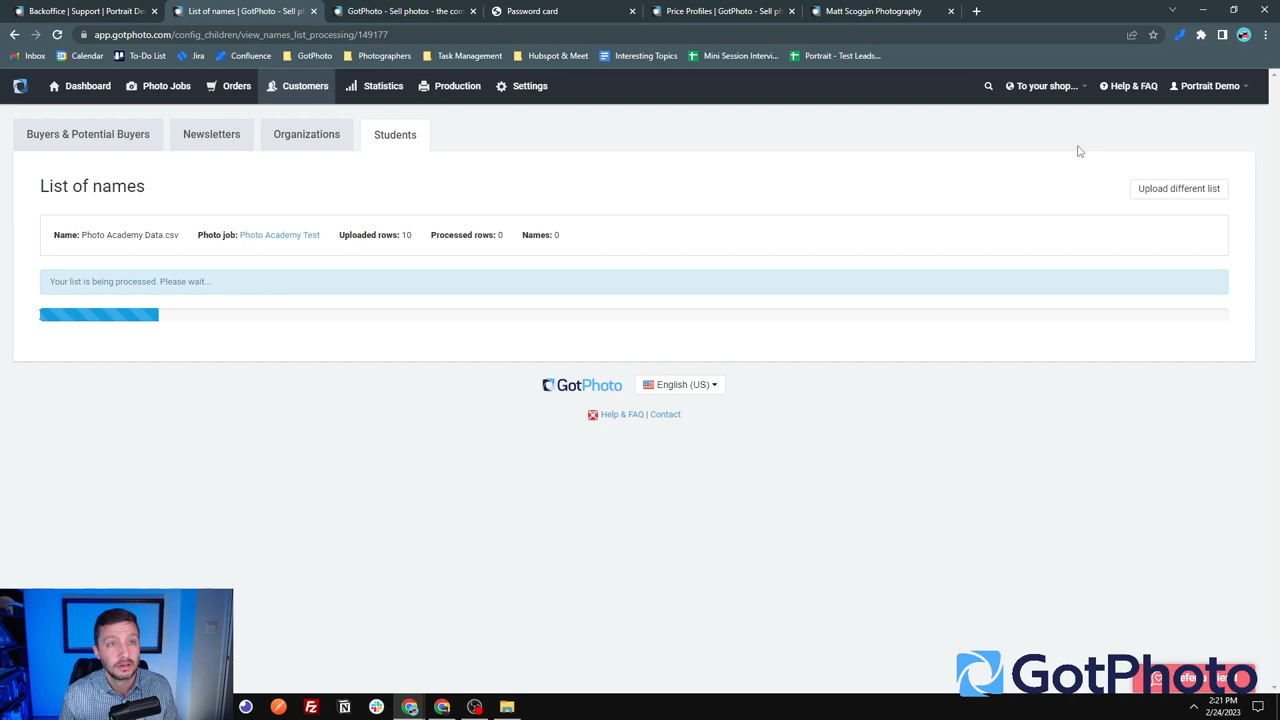 Backoffice | Support | Portrait De
List of names | GotPhoto - Sell p
GotPhoto - Sell photos - the com
Password card
Price Profiles | GotPhoto - Sell ph
Matt Scoggin Photography
app.gotphoto.com/config_children/view_names_list_processing/149177
Inbox
Calendar
To-Do List
Jira
Confluence
GotPhoto
Photographers
Task Management
Hubspot & Meet
Interesting Topics
Mini Session Intervi...
Portrait - Test Leads...
Dashboard
Photo Jobs
Orders
Customers
Statistics
Production
Settings
To your shop...
Help & FAQ
Portrait Demo
Buyers & Potential Buyers
Newsletters
Organizations
Students
List of names
Upload different list
Name: Photo Academy Data.csv Photo job: Photo Academy Test Uploaded rows: 10 Processed rows: 0 Names: 0
Your list is being processed. Please wait...
GotPhoto
English (US)
Help & FAQ | Contact
GotPhoto
2:21 PM
2/24/2023